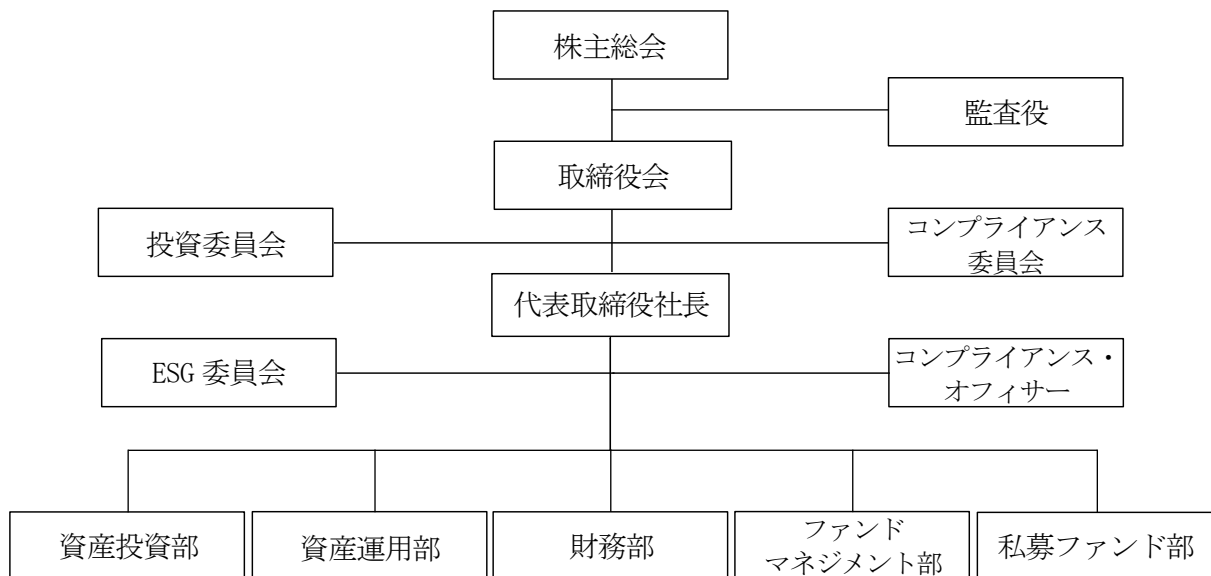 株主総会
監査役
取締役会
投資委員会
コンプライアンス
委員会
代表取締役社長
ESG 委員会
コンプライアンス・
オフィサー
資産投資部
資産運用部
財務部
ファンド
マネジメント部
私募ファンド部